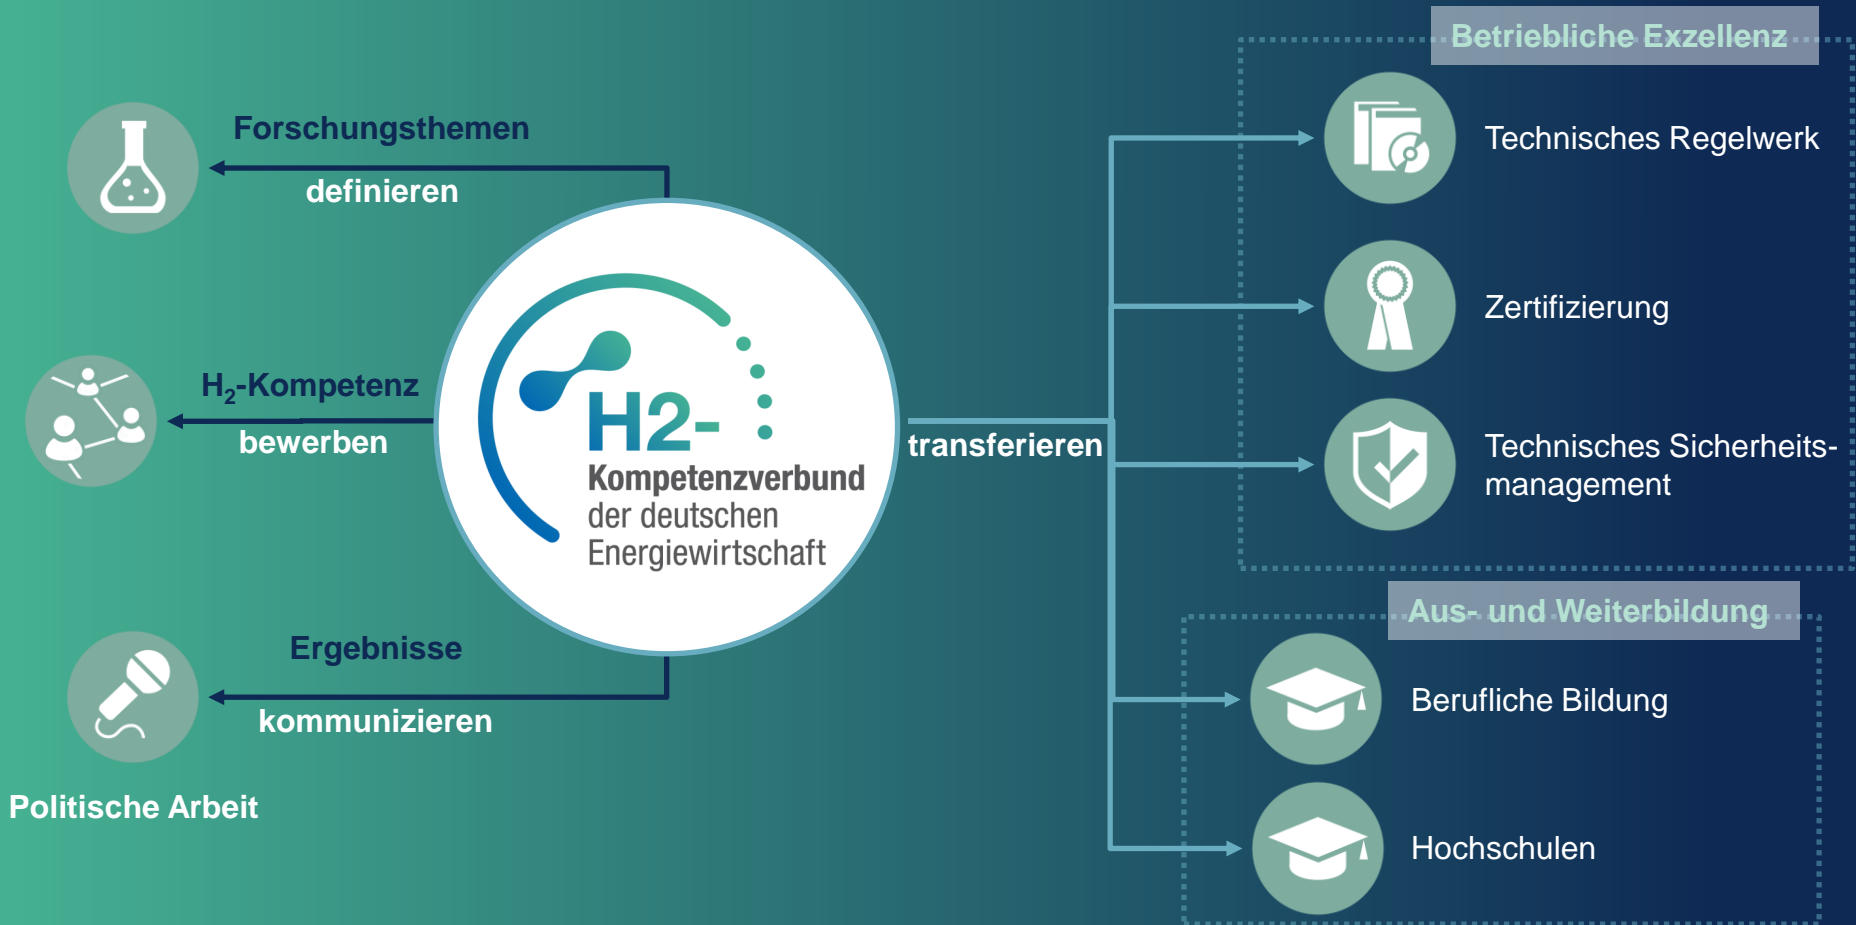 Betriebliche Exzellenz
Forschungsthemen
definieren
Technisches Regelwerk
Zertifizierung
H₂-Kompetenz
bewerben
H2-
Kompetenzverbund
der deutschen
Energiewirtschaft
transferieren
Technisches Sicherheits-
management
Aus- und Weiterbildung
Ergebnisse
kommunizieren
Berufliche Bildung
Politische Arbeit
Hochschulen